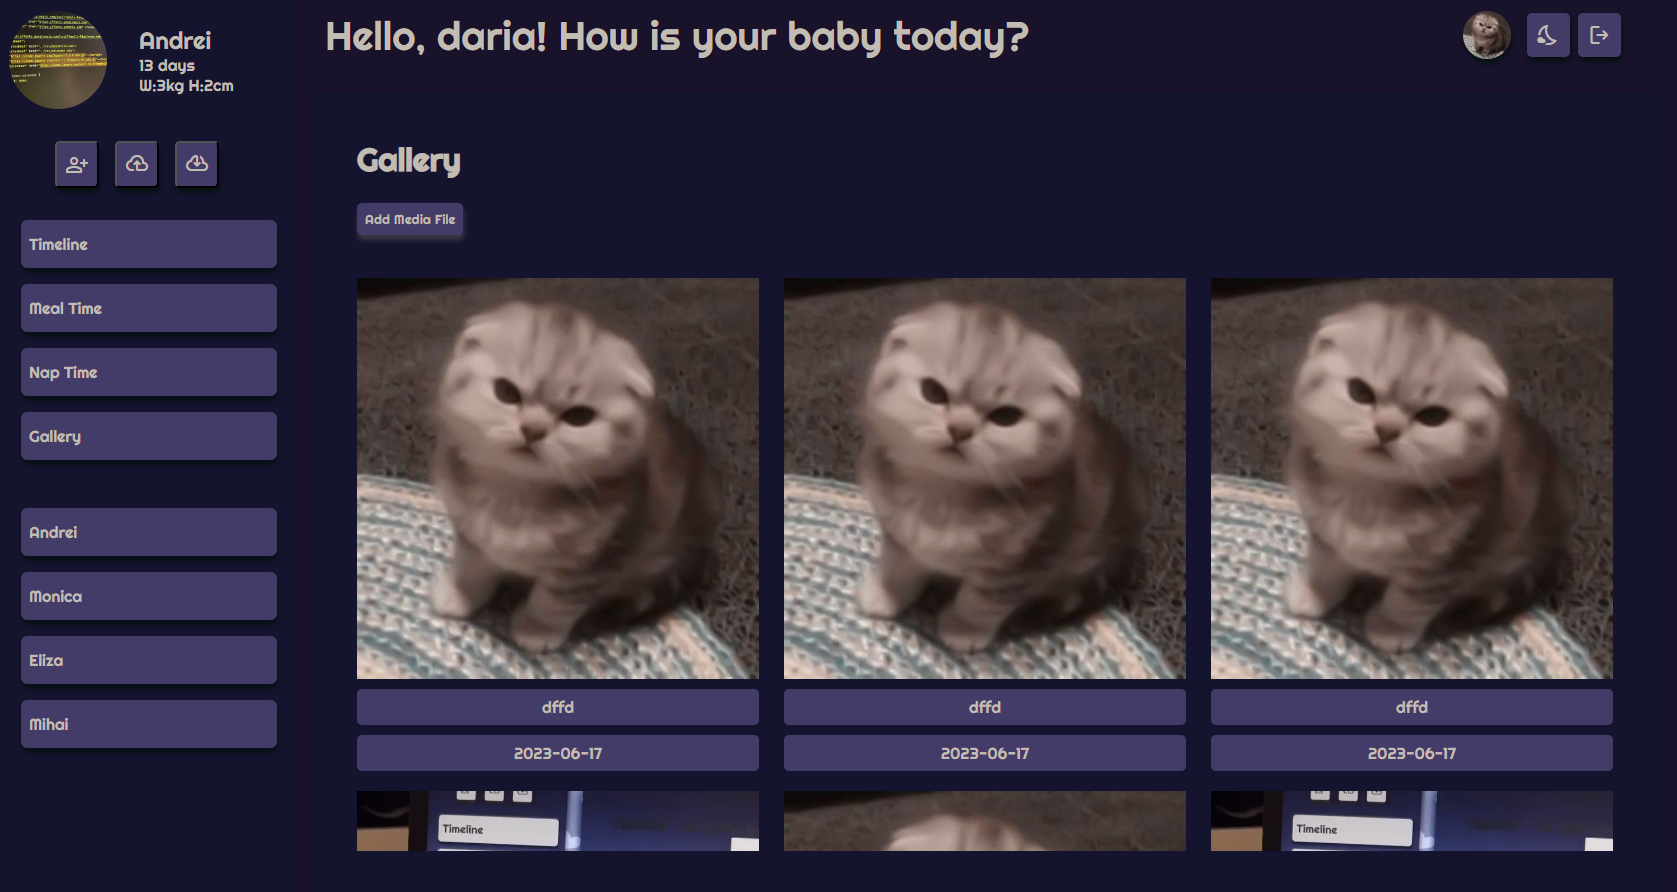 Andrei
13 days
W:3kg H:2cm
Hello, daria! How is your baby today?
Timeline
Meal Time
Nap Time
Gallery
Andrei
Monica
Eliza
Mihai
Gallery
Add Media File
dffd
dffd
dffd
2023-06-17
2023-06-17
2023-06-17
Timeline
Timeline